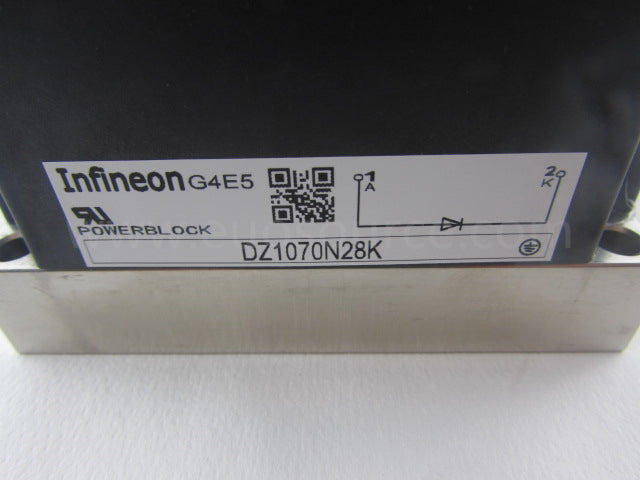 Infineon G4E5
1 2
A K
POWERBLOCK
DZ1070N28K